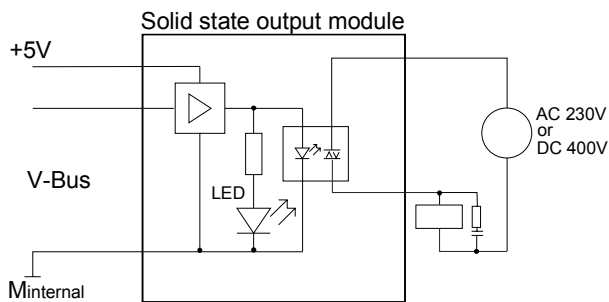 Solid state output module
+5V
AC 230V
or
DC 400V
V-Bus
LED
Minternal